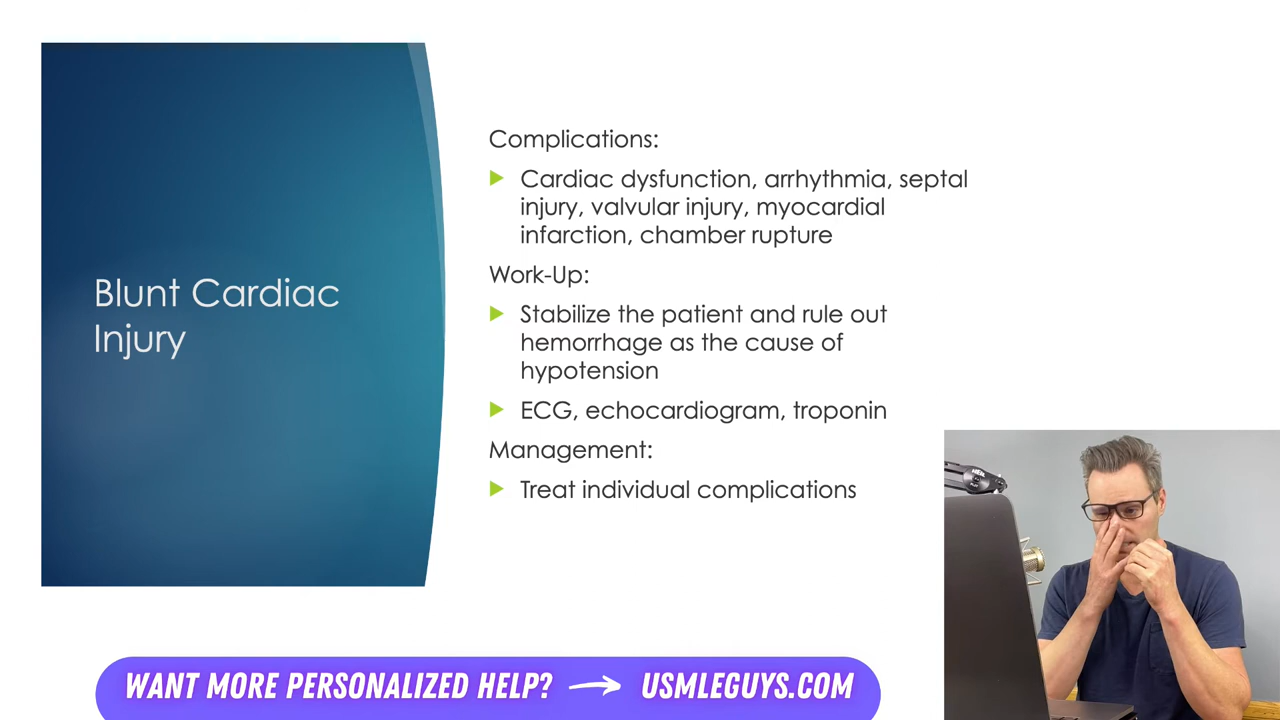 Blunt Cardiac
Injury
Complications:
Cardiac dysfunction, arrhythmia, septal
injury, valvular injury, myocardial
infarction, chamber rupture
Work-Up:
Stabilize the patient and rule out
hemorrhage as the cause of
hypotension
ECG, echocardiogram, troponin
Management:
Treat individual complications
WANT MORE PERSONALIZED HELP? → USMLEGUYS.COM